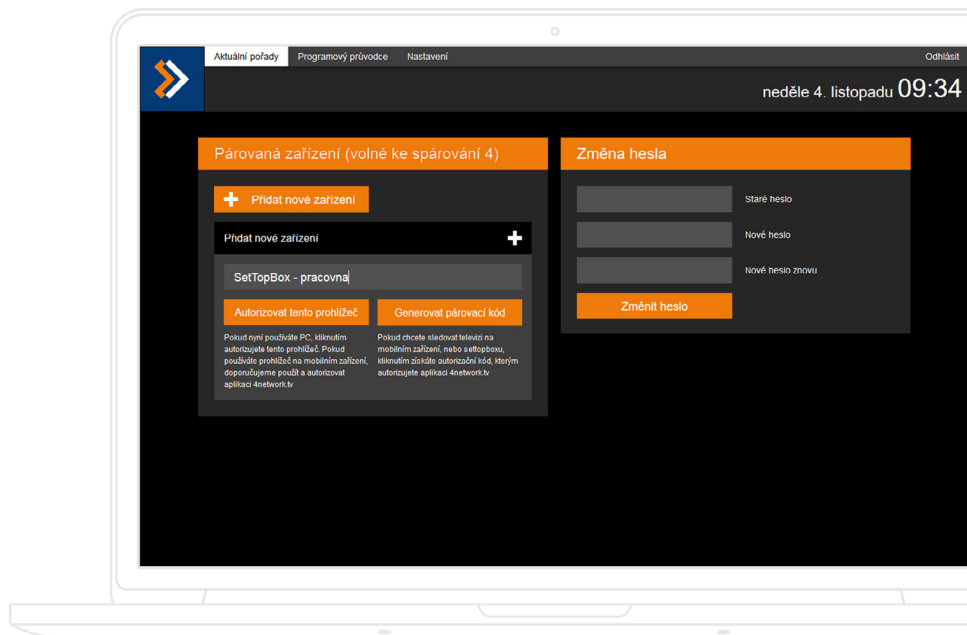 Aktuální pořady Programový průvodce Nastavení Odhlásit
neděle 4. listopadu 09:34
Párovaná zařízení (volné ke spárování 4)
Přidat nové zařízení
Přidat nové zařízení
SetTopBox - pracovna
Autorizovat tento prohlížeč
Pokud nyní používáte PC, kliknutím
autorizujete tento prohlížeč. Pokud
používáte prohlížeč na mobilním zařízení,
doporučujeme použít a autorizovat
aplikaci 4network.tv
Generovat párovací kód
Pokud chcete sledovat televizi na
mobilním zařízení, nebo settopboxu,
kliknutím získáte autorizační kód, kterým
autorizujete aplikaci 4network.tv
Změna hesla
Staré heslo
Nové heslo
Nové heslo znovu
Změnit heslo